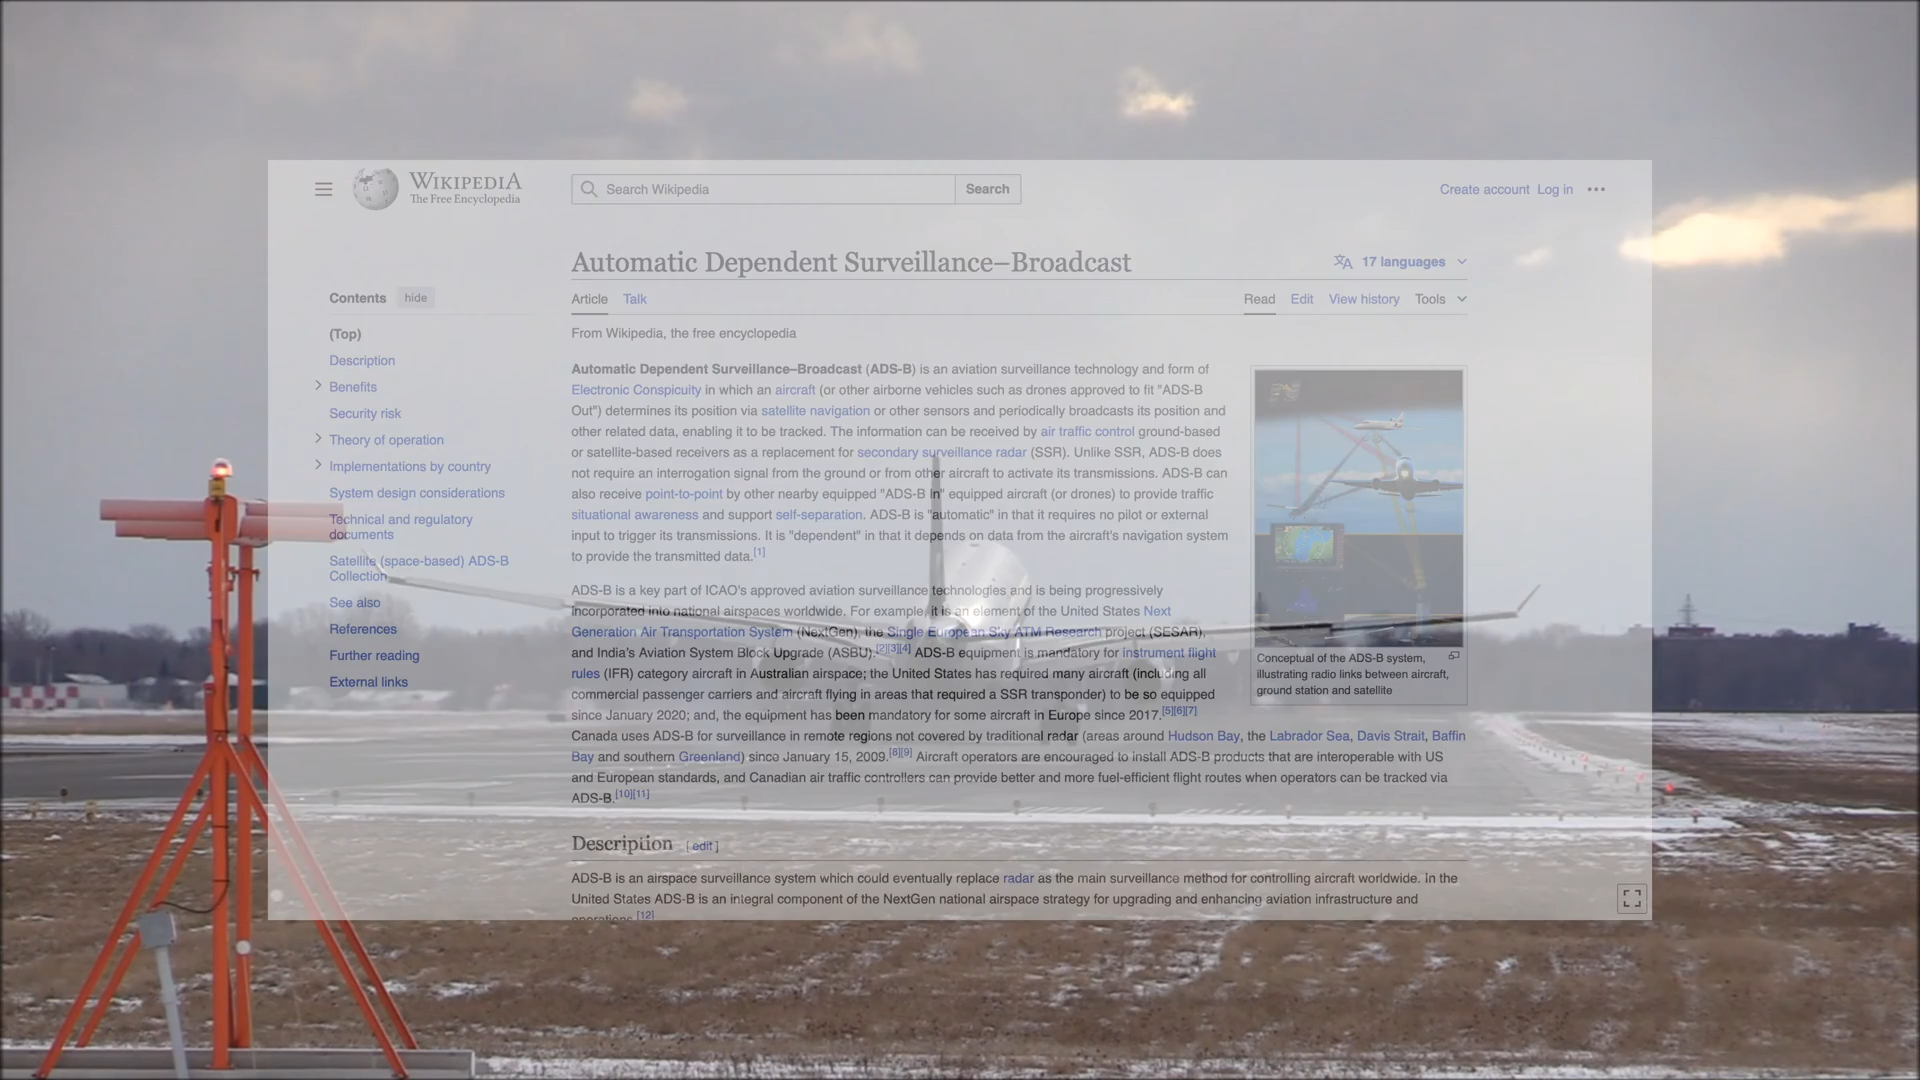 WIKIPEDIA
The Free Encyclopedia
Search Wikipedia
Search
Create account Log in
Automatic Dependent Surveillance–Broadcast
17 languages
Contents hide
Article Talk
Read Edit View history Tools
(Top)
Description
Benefits
Security risk
Theory of operation
Implementations by country
System design considerations
Technical and regulatory
documents
Satellite (space-based) ADS-B
Collection
See also
References
Further reading
External links
From Wikipedia, the free encyclopedia
Automatic Dependent Surveillance–Broadcast (ADS-B) is an aviation surveillance technology and form of
Electronic Conspicuity in which an aircraft (or other airborne vehicles such as drones approved to fit "ADS-B
Out") determines its position via satellite navigation or other sensors and periodically broadcasts its position and
other related data, enabling it to be tracked. The information can be received by air traffic control ground-based
or satellite-based receivers as a replacement for secondary surveillance radar (SSR). Unlike SSR, ADS-B does
not require an interrogation signal from the ground or from other aircraft to activate its transmissions. ADS-B can
also receive point-to-point by other nearby equipped "ADS-B In" equipped aircraft (or drones) to provide traffic
situational awareness and support self-separation. ADS-B is "automatic" in that it requires no pilot or external
input to trigger its transmissions. It is "dependent" in that it depends on data from the aircraft's navigation system
to provide the transmitted data.[1]
Conceptual of the ADS-B system,
illustrating radio links between aircraft,
ground station and satellite
ADS-B is a key part of ICAO's approved aviation surveillance technologies and is being progressively
incorporated into national airspaces worldwide. For example, it is an element of the United States Next
Generation Air Transportation System (NextGen), the Single European Sky ATM Research project (SESAR),
and India's Aviation System Block Upgrade (ASBU).[2][3][4] ADS-B equipment is mandatory for instrument flight
rules (IFR) category aircraft in Australian airspace; the United States has required many aircraft (including all
commercial passenger carriers and aircraft flying in areas that required a SSR transponder) to be so equipped
since January 2020; and, the equipment has been mandatory for some aircraft in Europe since 2017.[5][6][7]
Canada uses ADS-B for surveillance in remote regions not covered by traditional radar (areas around Hudson Bay, the Labrador Sea, Davis Strait, Baffin
Bay and southern Greenland) since January 15, 2009.[8][9] Aircraft operators are encouraged to install ADS-B products that are interoperable with US
and European standards, and Canadian air traffic controllers can provide better and more fuel-efficient flight routes when operators can be tracked via
ADS-B.[10][11]
Description [ edit ]
ADS-B is an airspace surveillance system which could eventually replace radar as the main surveillance method for controlling aircraft worldwide. In the
United States ADS-B is an integral component of the NextGen national airspace strategy for upgrading and enhancing aviation infrastructure and
operations.[12]